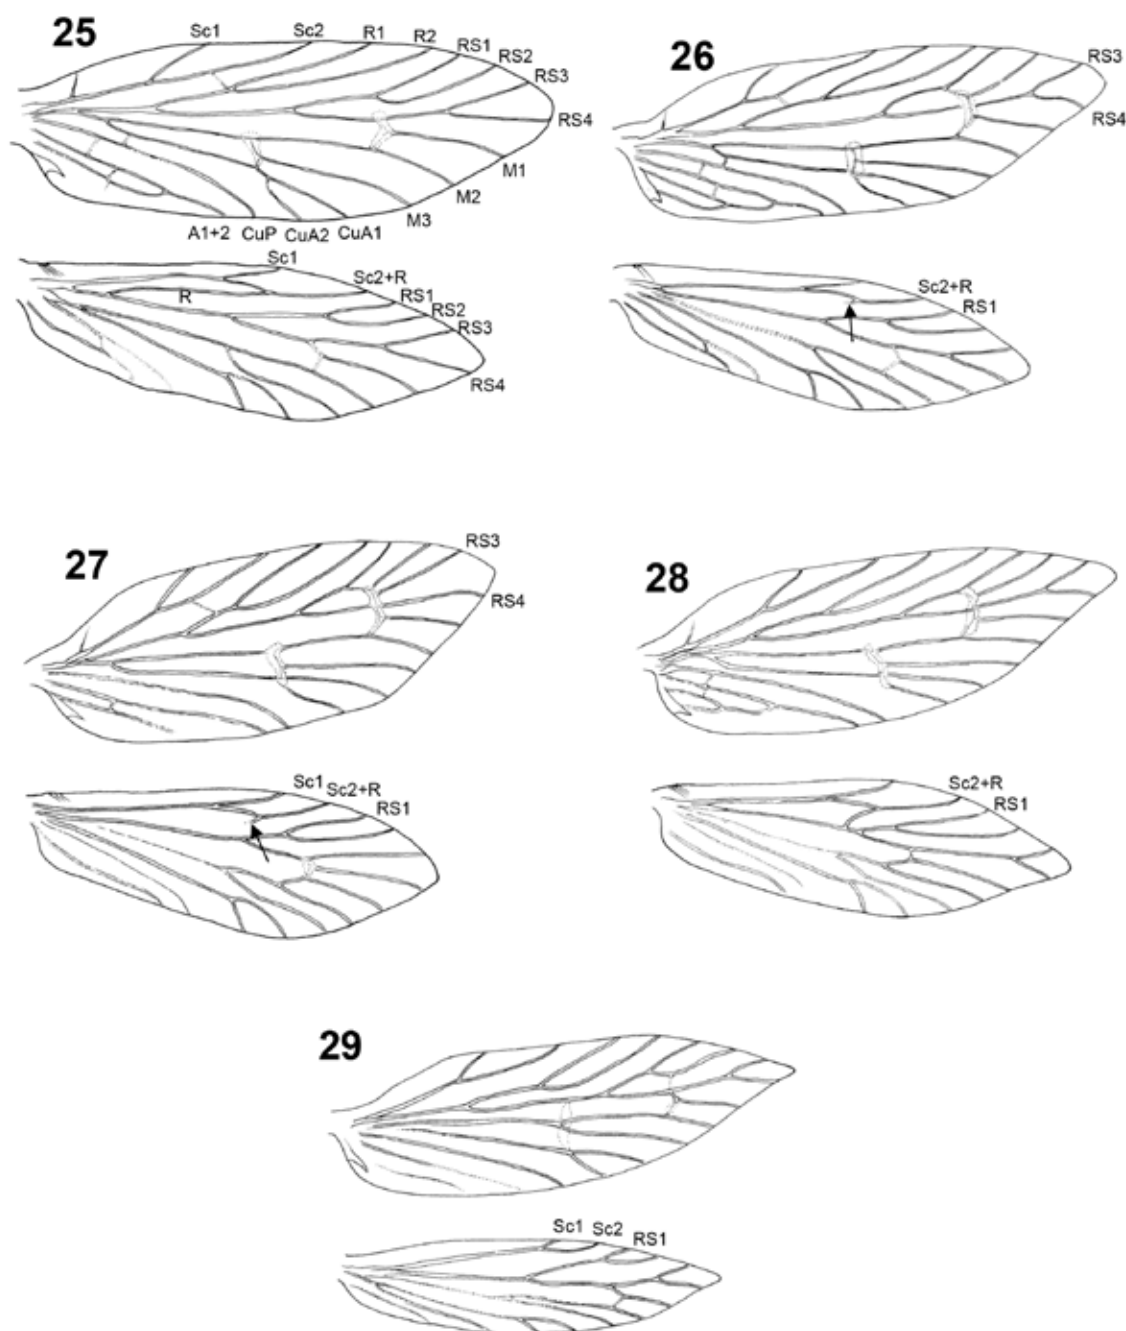 25
Sc1 Sc2 R1 R2 RS1 RS2 RS3 RS4 M1 M2 M3
A1+2 CuP CuA2 CuA1
Sc1
R
Sc2+R
RS1
RS2
RS3
RS4
26
RS3
RS4
Sc2+R
RS1
27
RS3
RS4
Sc1 Sc2+R
RS1
28
Sc2+R
RS1
29
Sc1 Sc2 RS1